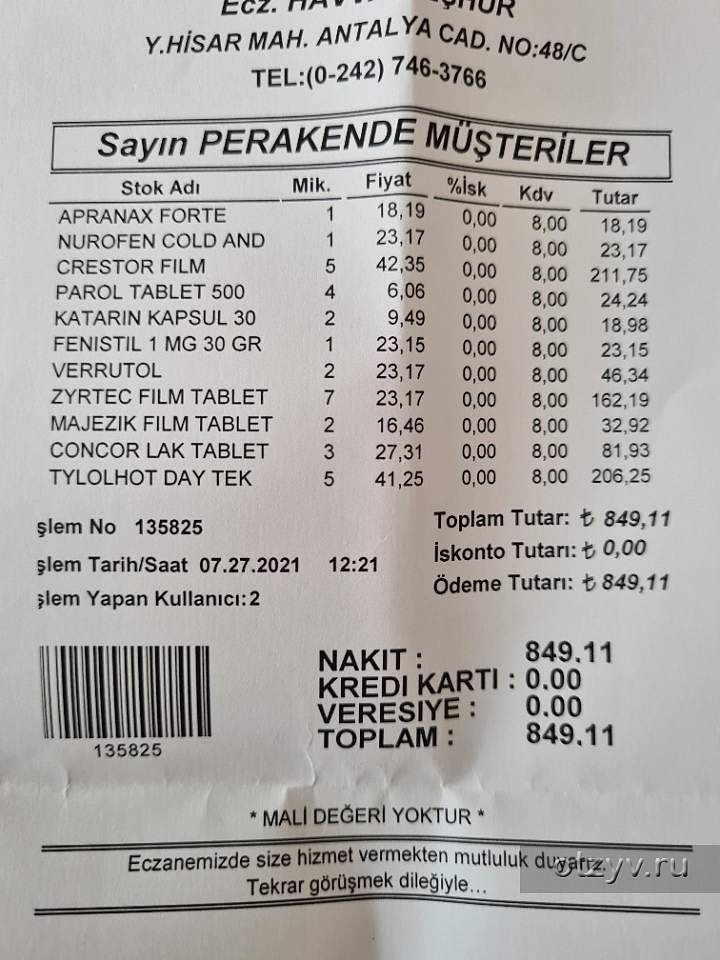 Ecz.
Y.HİSAR MAH. ANTALYA CAD. NO:48/C
TEL:(0-242) 746-3766
Sayın PERAKENDE MÜŞTERİLER
Stok Adı Mik. Fiyat %İsk Kdv Tutar
APRANAX FORTE 1 18,19 0,00 8,00 18,19
NUROFEN COLD AND 1 23,17 0,00 8,00 23,17
CRESTOR FILM 5 42,35 0,00 8,00 211,75
PAROL TABLET 500 4 6,06 0,00 8,00 24,24
KATARIN KAPSUL 30 2 9,49 0,00 8,00 18,98
FENISTIL 1 MG 30 GR 1 23,15 0,00 8,00 23,15
VERRUTOL 2 23,17 0,00 8,00 46,34
ZYRTEC FILM TABLET 7 23,17 0,00 8,00 162,19
MAJEZIK FILM TABLET 2 16,46 0,00 8,00 32,92
CONCOR LAK TABLET 3 27,31 0,00 8,00 81,93
TYLOLHOT DAY TEK 5 41,25 0,00 8,00 206,25
şlem No 135825
şlem Tarih/Saat 07.27.2021 12:21
şlem Yapan Kullanıcı:2
Toplam Tutar: ₺ 849,11
İskonto Tutarı: ₺ 0,00
Ödeme Tutarı: ₺ 849,11
135825
NAKIT : 849.11
KREDI KARTI : 0.00
VERESIYE : 0.00
TOPLAM : 849.11
* MALİ DEĞERİ YOKTUR *
Eczanemizde size hizmet vermekten mutluluk duyarız.
Tekrar görüşmek dileğiyle...
otzyv.ru